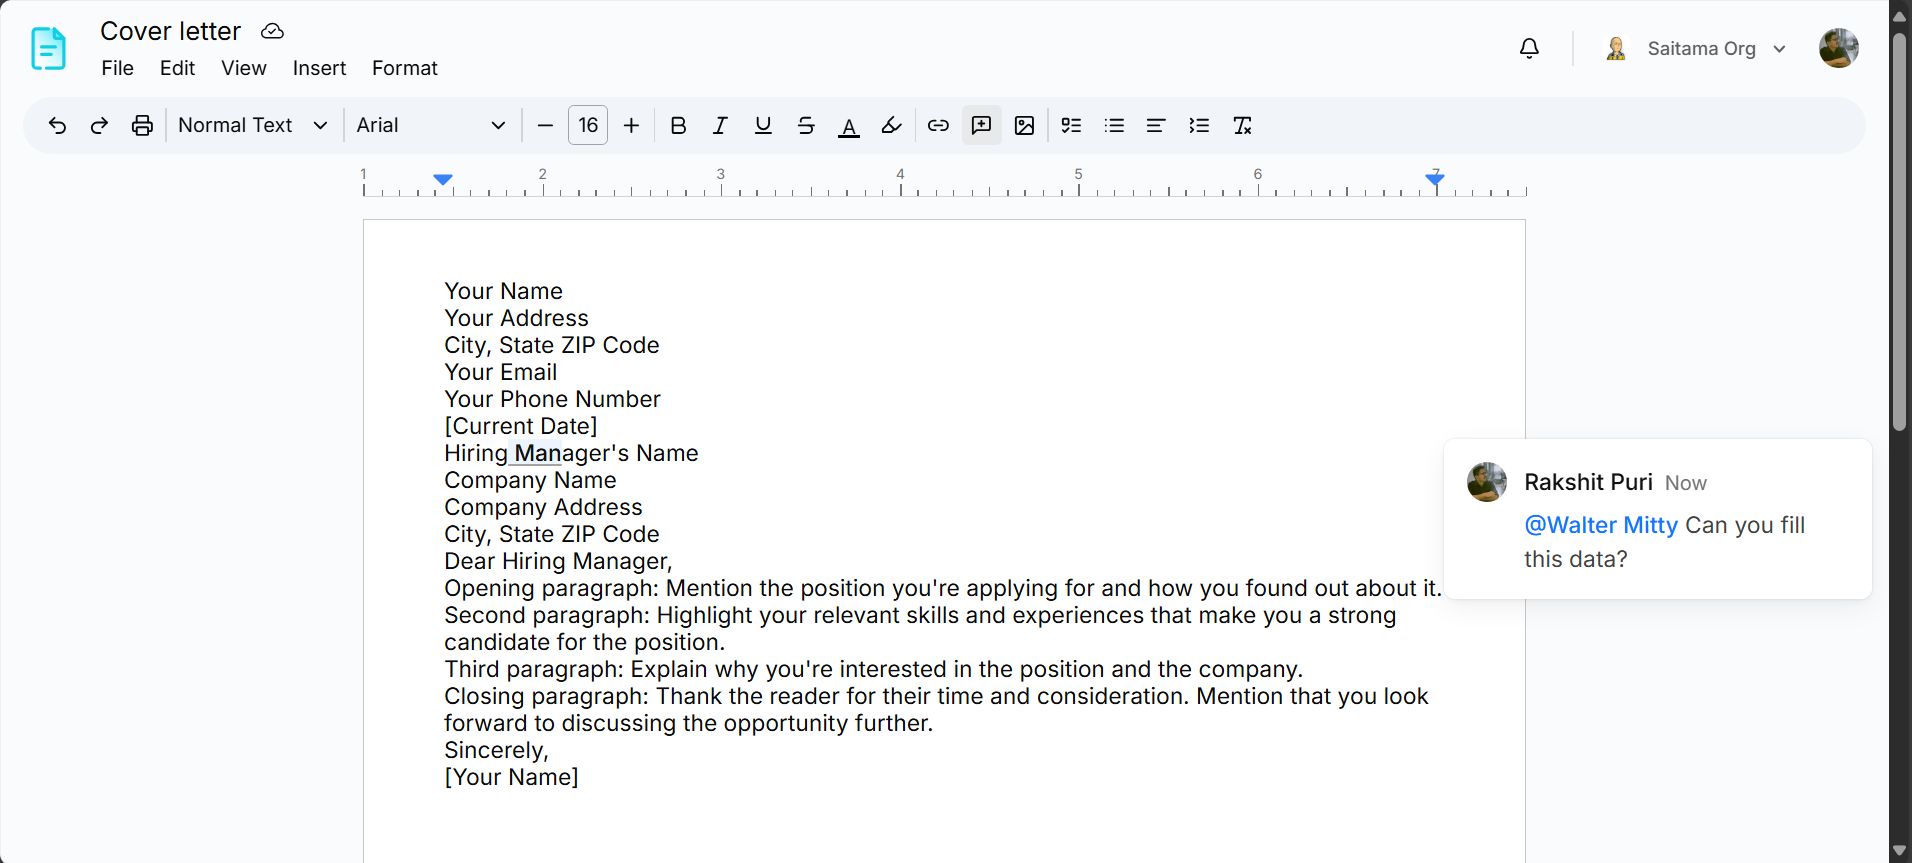 Cover letter
File Edit View Insert Format
Saitama Org
Normal Text Arial 16 B I U S A
1 2 3 4 5 6 7
Your Name
Your Address
City, State ZIP Code
Your Email
Your Phone Number
[Current Date]
Hiring Manager's Name
Company Name
Company Address
City, State ZIP Code
Dear Hiring Manager,
Opening paragraph: Mention the position you're applying for and how you found out about it.
Second paragraph: Highlight your relevant skills and experiences that make you a strong
candidate for the position.
Third paragraph: Explain why you're interested in the position and the company.
Closing paragraph: Thank the reader for their time and consideration. Mention that you look
forward to discussing the opportunity further.
Sincerely,
[Your Name]
Rakshit Puri Now
@Walter Mitty Can you fill
this data?